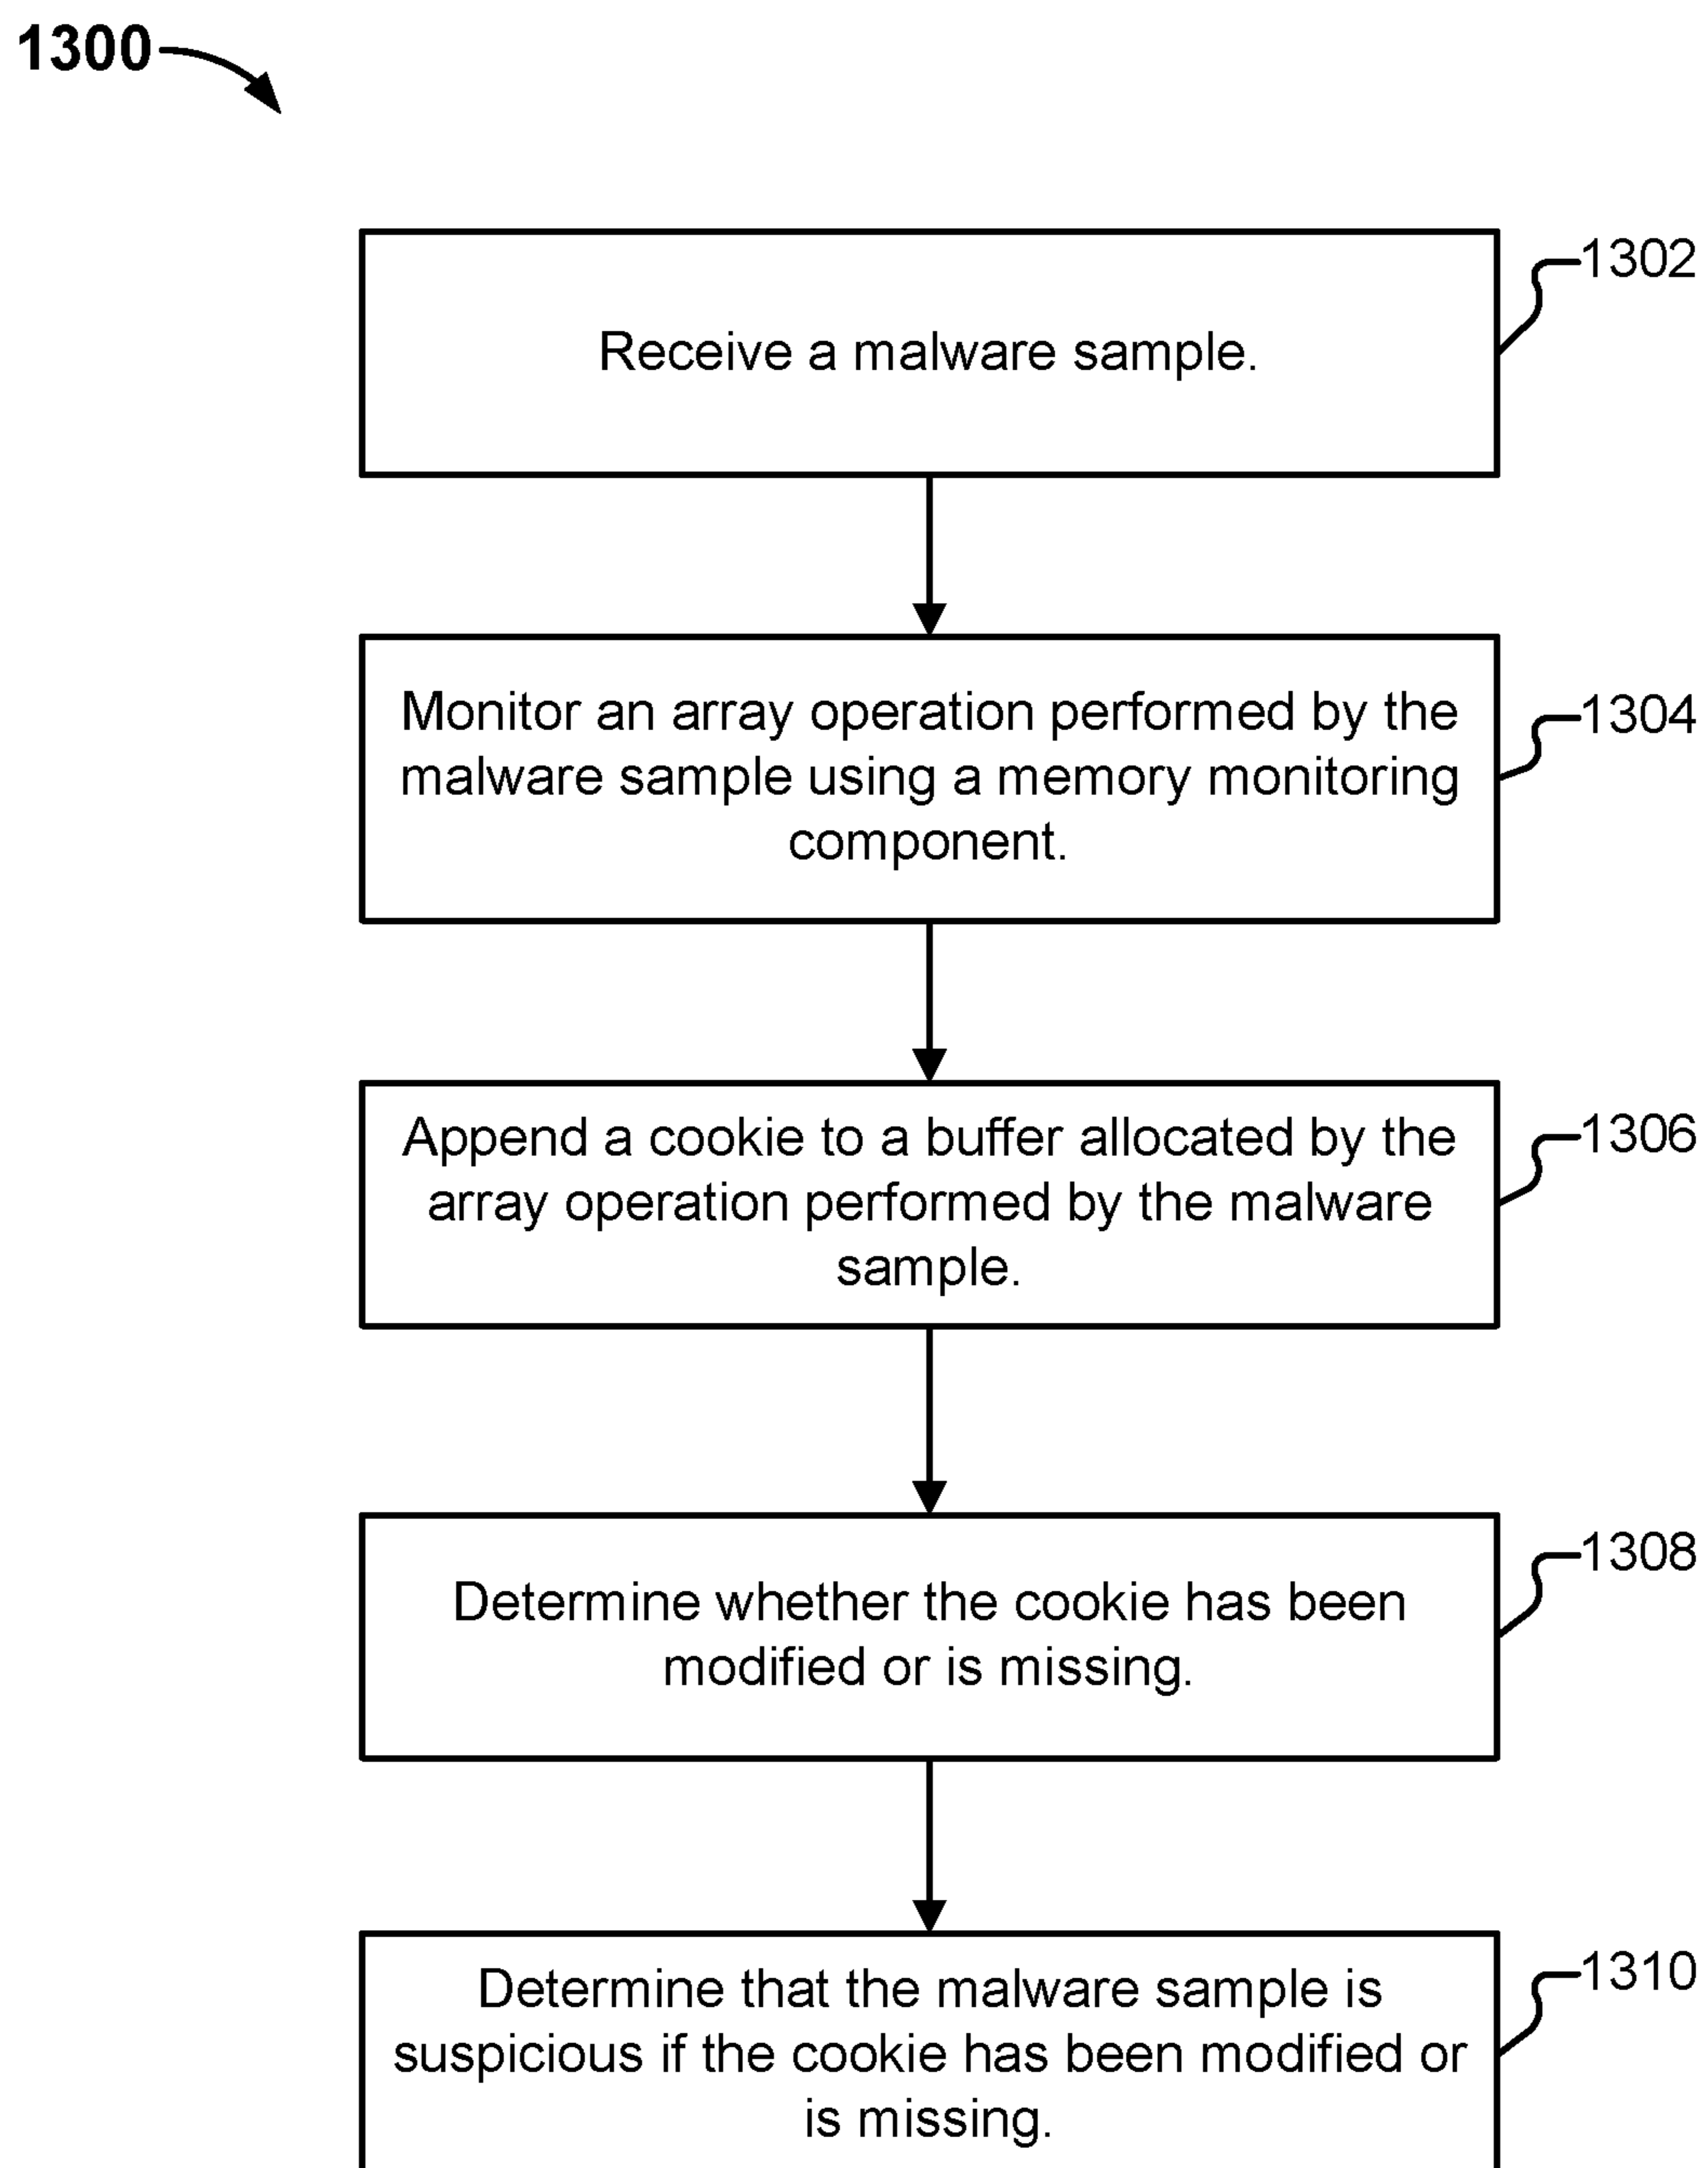 1300
Receive a malware sample.
1302
Monitor an array operation performed by the
malware sample using a memory monitoring
component.
1304
Append a cookie to a buffer allocated by the
array operation performed by the malware
sample.
1306
Determine whether the cookie has been
modified or is missing.
1308
Determine that the malware sample is
suspicious if the cookie has been modified or
is missing.
1310